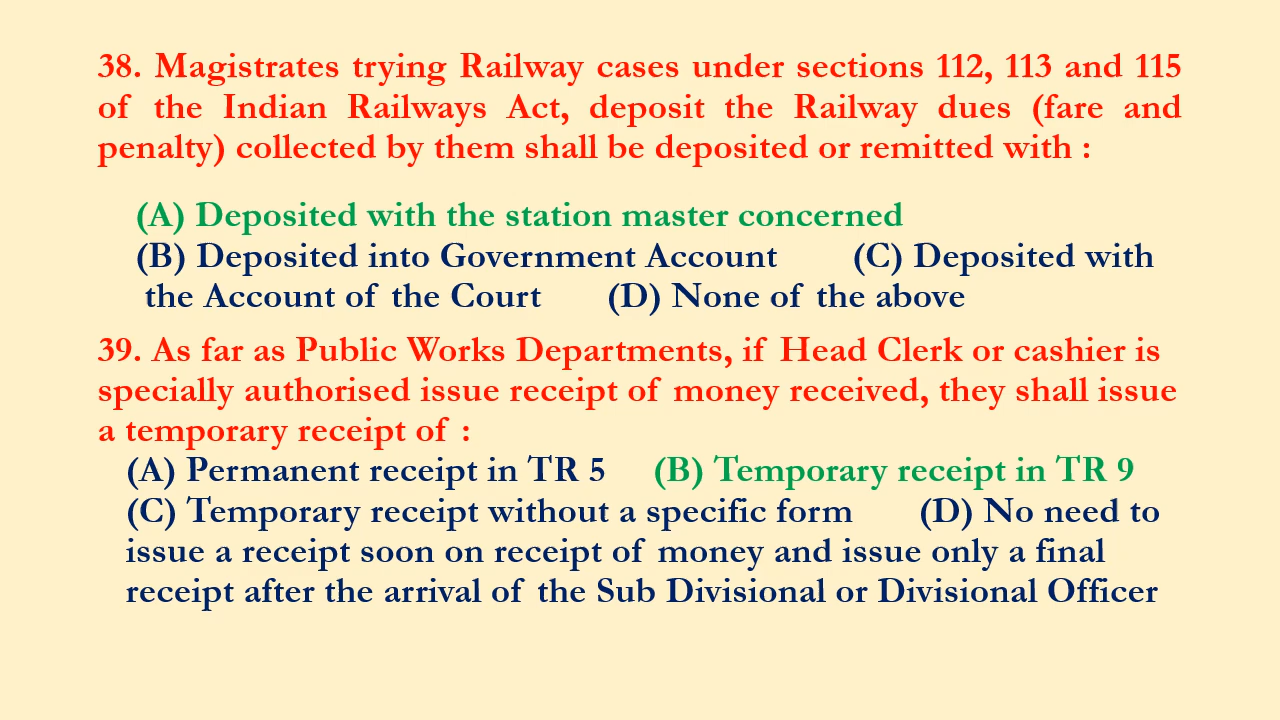 38. Magistrates trying Railway cases under sections 112, 113 and 115
of the Indian Railways Act, deposit the Railway dues (fare and
penalty) collected by them shall be deposited or remitted with :
(A) Deposited with the station master concerned
(B) Deposited into Government Account (C) Deposited with
the Account of the Court (D) None of the above
39. As far as Public Works Departments, if Head Clerk or cashier is
specially authorised issue receipt of money received, they shall issue
a temporary receipt of :
(A) Permanent receipt in TR 5 (B) Temporary receipt in TR 9
(C) Temporary receipt without a specific form (D) No need to
issue a receipt soon on receipt of money and issue only a final
receipt after the arrival of the Sub Divisional or Divisional Officer